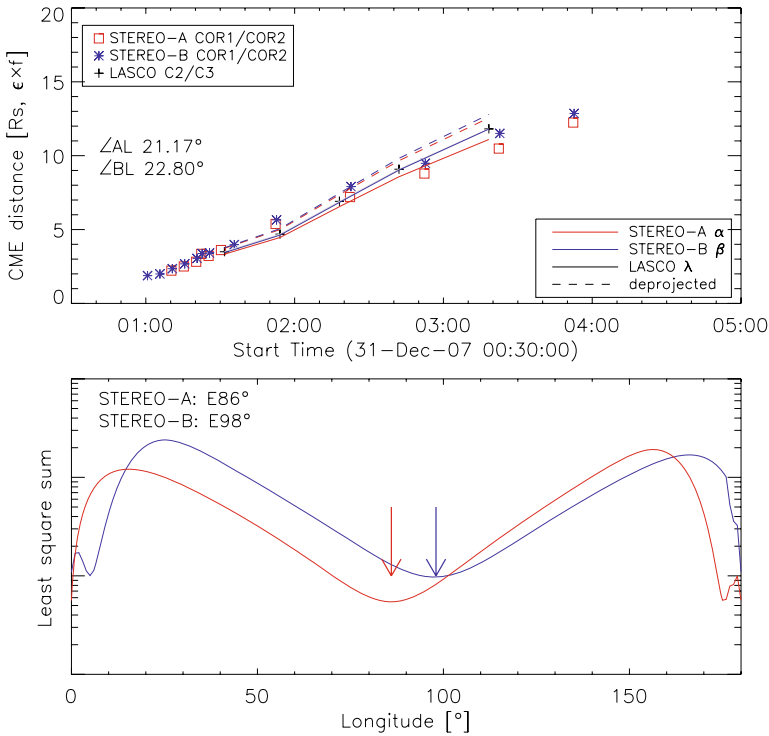 20
15
10
5
0
CME distance [Rs, ϵ×f]
STEREO-A COR1/COR2
STEREO-B COR1/COR2
LASCO C2/C3
∠AL 21.17°
∠BL 22.80°
STEREO-A α
STEREO-B β
LASCO λ
deprojected
01:00 02:00 03:00 04:00 05:00
Start Time (31-Dec-07 00:30:00)
STEREO-A: E86°
STEREO-B: E98°
Least square sum
0 50 100 150
Longitude [°]